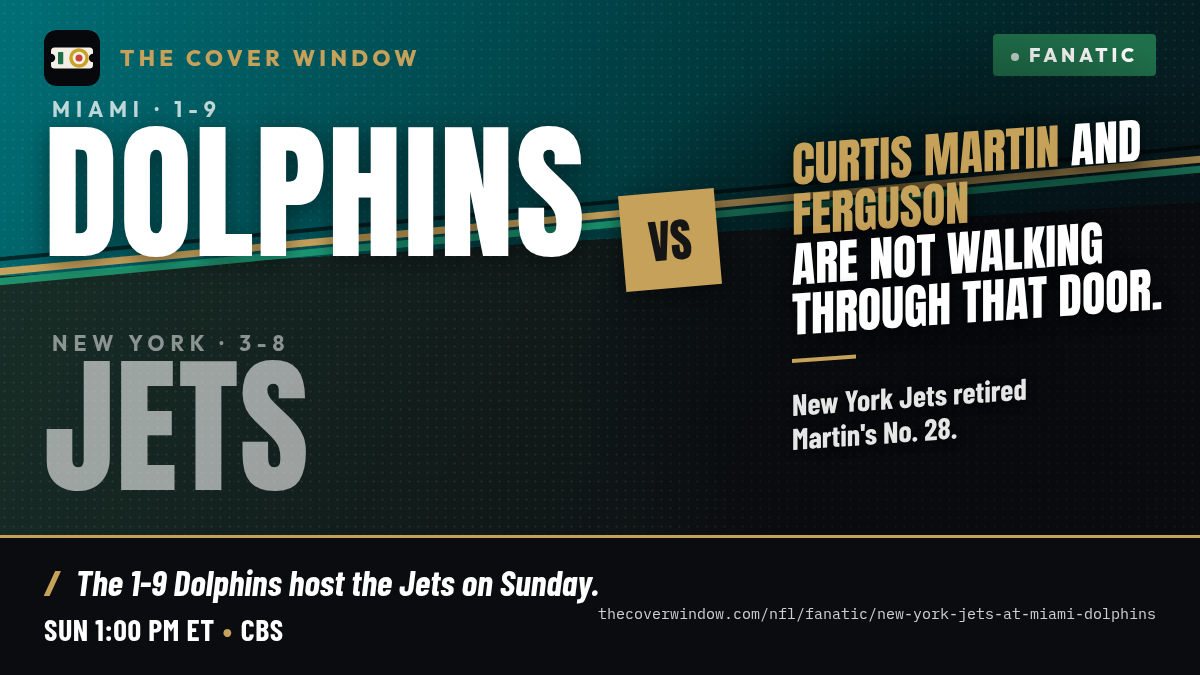 THE COVER WINDOW
FANATIC
MIAMI · 1-9
DOLPHINS
VS
NEW YORK · 3-8
JETS
CURTIS MARTIN AND
FERGUSON
ARE NOT WALKING
THROUGH THAT DOOR.
New York Jets retired
Martin's No. 28.
/ The 1-9 Dolphins host the Jets on Sunday.
SUN 1:00 PM ET • CBS
thecoverwindow.com/nfl/fanatic/new-york-jets-at-miami-dolphins